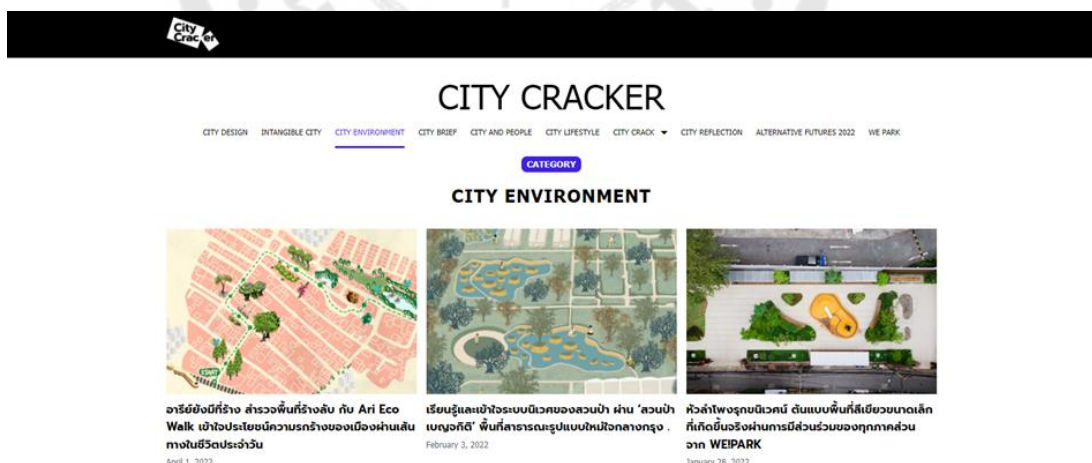 City
Cracker
CITY CRACKER
CITY DESIGN INTANGIBLE CITY CITY ENVIRONMENT CITY BRIEF CITY AND PEOPLE CITY LIFESTYLE CITY CRACK CITY REFLECTION ALTERNATIVE FUTURES 2022 WE PARK
CATEGORY
CITY ENVIRONMENT
START
อารีย์ยังมีที่ร้าง สำรวจพื้นที่ร้างลับ กับ Ari Eco
Walk เข้าใจประโยชน์ความรกร้างของเมืองผ่านเส้น
ทางในชีวิตประจำวัน
April 1, 2022
เรียนรู้และเข้าใจระบบนิเวศของสวนป่า ผ่าน ‘สวนป่า
เบญจกิติ’ พื้นที่สาธารณะรูปแบบใหม่ใจกลางกรุง .
February 3, 2022
หัวลำโพงรุกขนิเวศน์ ต้นแบบพื้นที่สีเขียวขนาดเล็ก
ที่เกิดขึ้นจริงผ่านการมีส่วนร่วมของทุกภาคส่วน
จาก WE!PARK
January 28, 2022